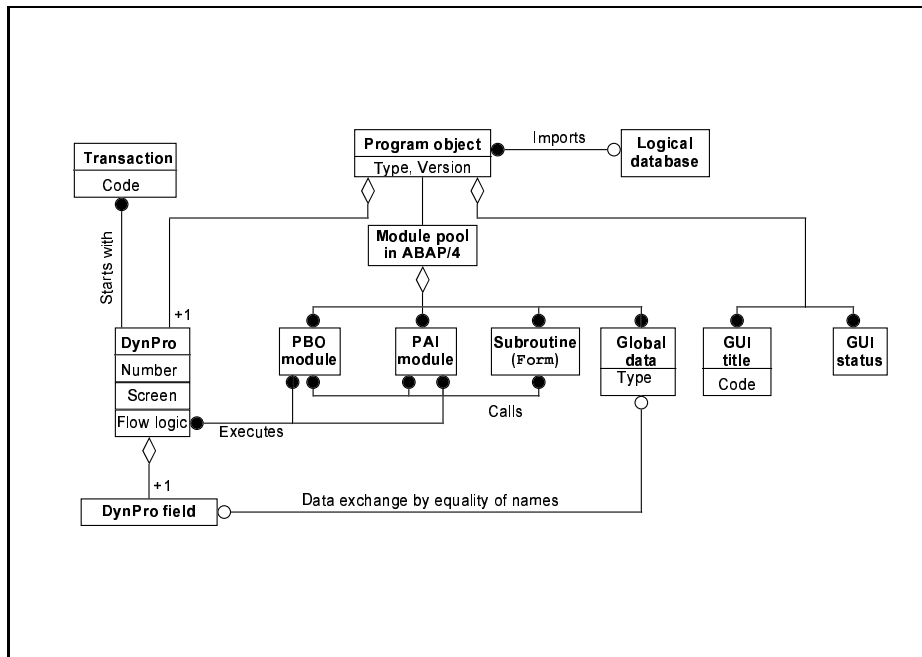 Program object
Type, Version
Imports
Logical
database
Transaction
Code
Module pool
in ABAP/4
Starts with
+1
DynPro
Number
Screen
Flow logic
PBO
module
PAI
module
Subroutine
(Form)
Global
data
Type
GUI
title
Code
GUI
status
Calls
Executes
+1
DynPro field
Data exchange by equality of names